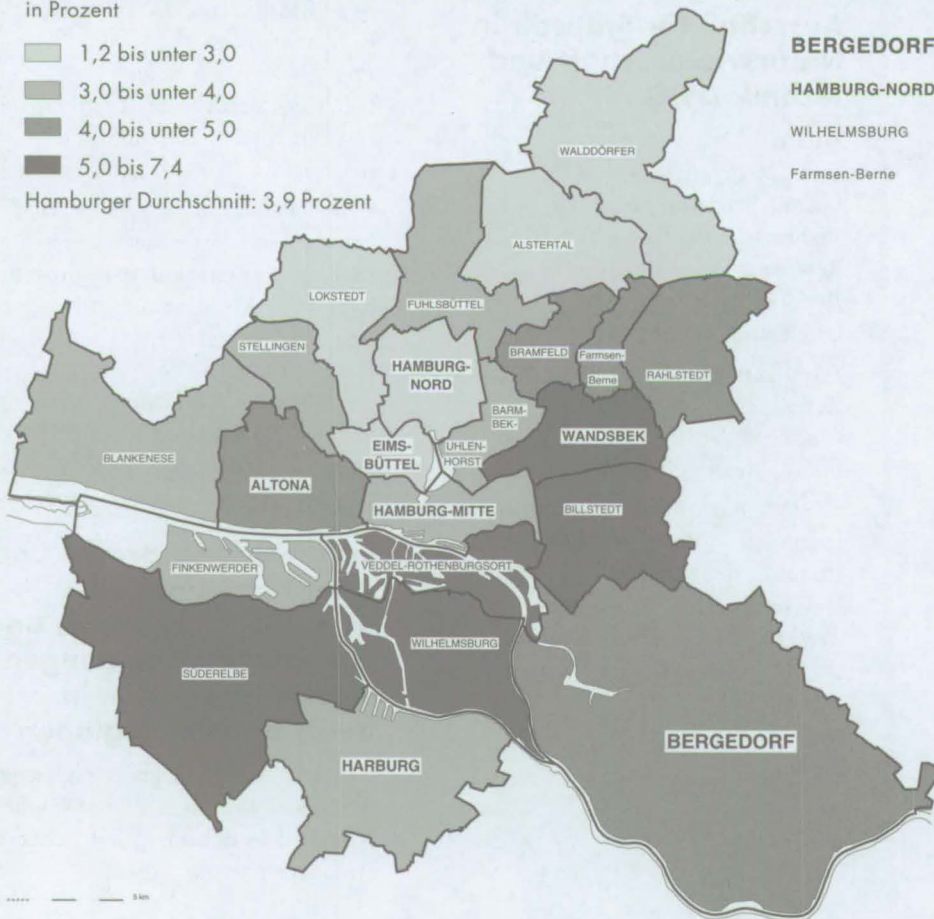 in Prozent
1,2 bis unter 3,0
3,0 bis unter 4,0
4,0 bis unter 5,0
5,0 bis 7,4
Hamburger Durchschnitt: 3,9 Prozent
BERGEDORF
HAMBURG-NORD
WILHELMSBURG
Farmsen-Berne
WALDDÖRFER
ALSTERTAL
LOKSTEDT
FUHLSBÜTTEL
STELLINGEN
BRAMFELD
Farmsen-
Berne
RAHLSTEDT
HAMBURG-
NORD
BARM-
BEK-
UHLEN-
HORST
WANDSBEK
EIMS-
BÜTTEL
BLANKENESE
ALTONA
HAMBURG-MITTE
BILLSTEDT
FINKENWERDER
VEDDEL-ROTHENBURGSORT
WILHELMSBURG
SÜDERELBE
HARBURG
BERGEDORF
5 km